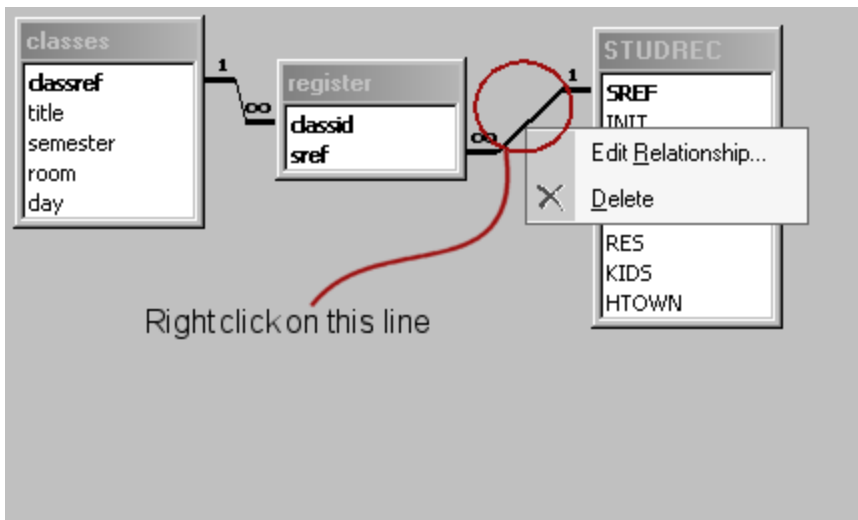 classes
classref
title
semester
room
day
1
∞
register
classid
sref
∞
1
STUDREC
SREF
INIT
RES
KIDS
HTOWN
Edit Relationship...
Delete
Right click on this line